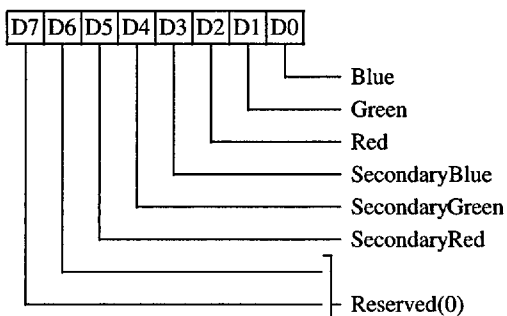 D7 D6 D5 D4 D3 D2 D1 D0
Blue
Green
Red
SecondaryBlue
SecondaryGreen
SecondaryRed
Reserved(0)